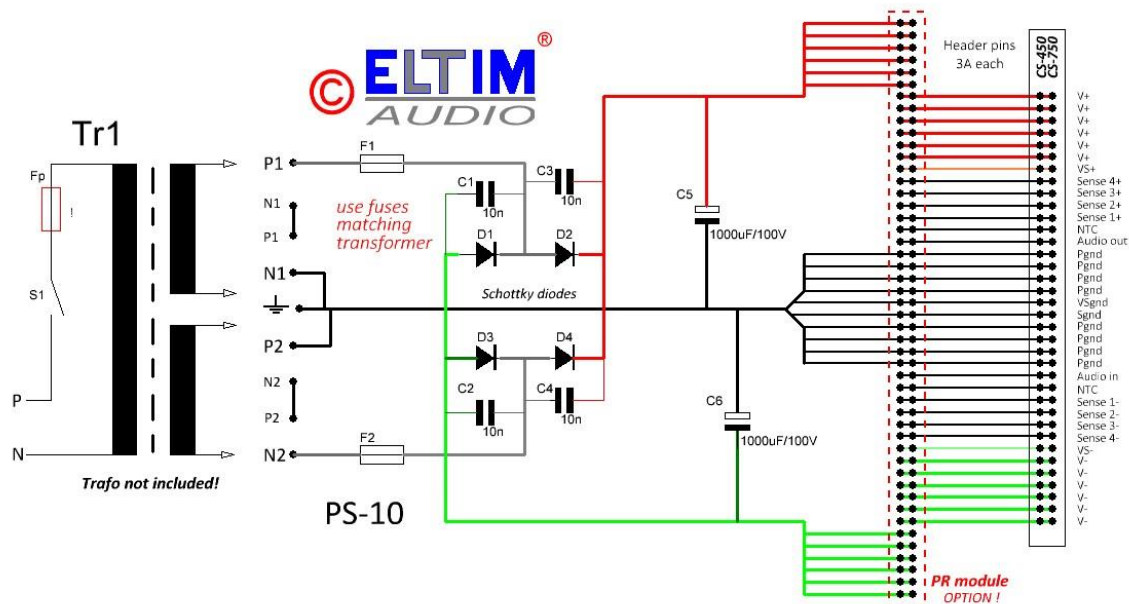 © ELTIM ®
AUDIO
Tr1
Fp
!
S1
P
N
Trafo not included!
P1
N1
P1
N1
P2
N2
P2
N2
F1
use fuses
matching
transformer
F2
PS-10
C1
10n
C3
10n
D1
D2
Schottky diodes
D3
D4
C2
10n
C4
10n
C5
1000uF/100V
C6
1000uF/100V
Header pins
3A each
CS-450
CS-750
V+
V+
V+
V+
V+
V+
VS+
Sense 4+
Sense 3+
Sense 2+
Sense 1+
NTC
Audio out
Pgnd
Pgnd
Pgnd
Pgnd
VSgnd
Sgnd
Pgnd
Pgnd
Pgnd
Pgnd
Audio in
NTC
Sense 1-
Sense 2-
Sense 3-
Sense 4-
VS-
V-
V-
V-
V-
V-
V-
PR module
OPTION !